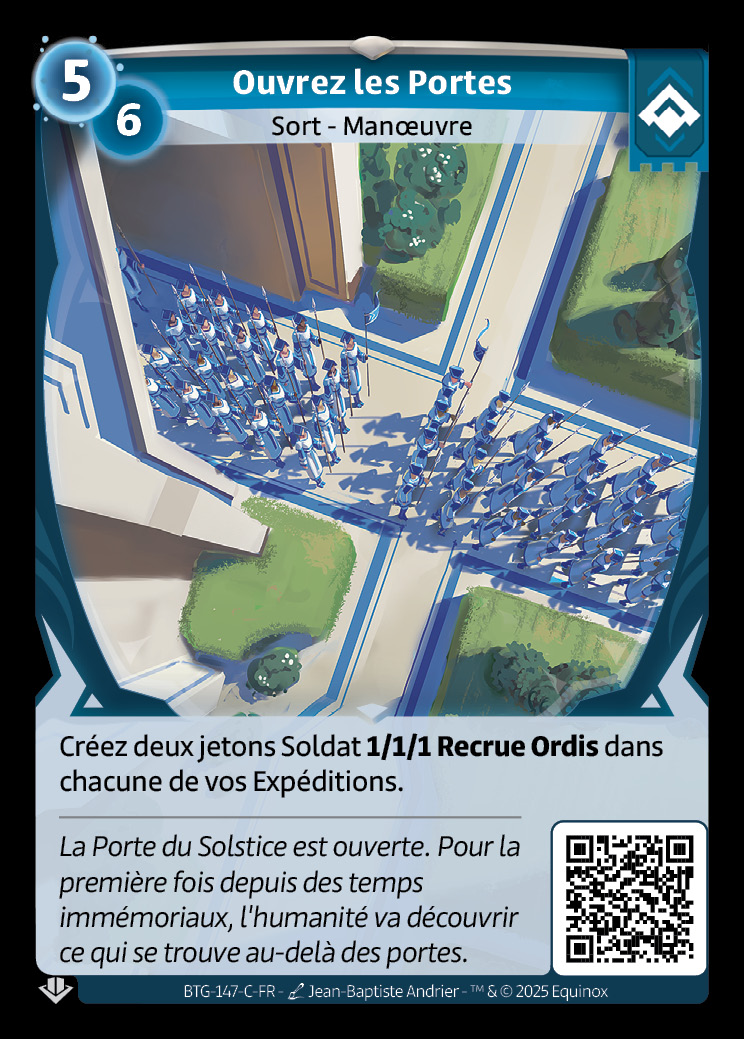 5
Ouvrez les Portes
6
Sort - Manœuvre
Créez deux jetons Soldat 1/1/1 Recrue Ordis dans
chacune de vos Expéditions.
La Porte du Solstice est ouverte. Pour la
première fois depuis des temps
immémoriaux, l'humanité va découvrir
ce qui se trouve au-delà des portes.
BTG-147-C-FR - Jean-Baptiste Andrier - ™ & © 2025 Equinox